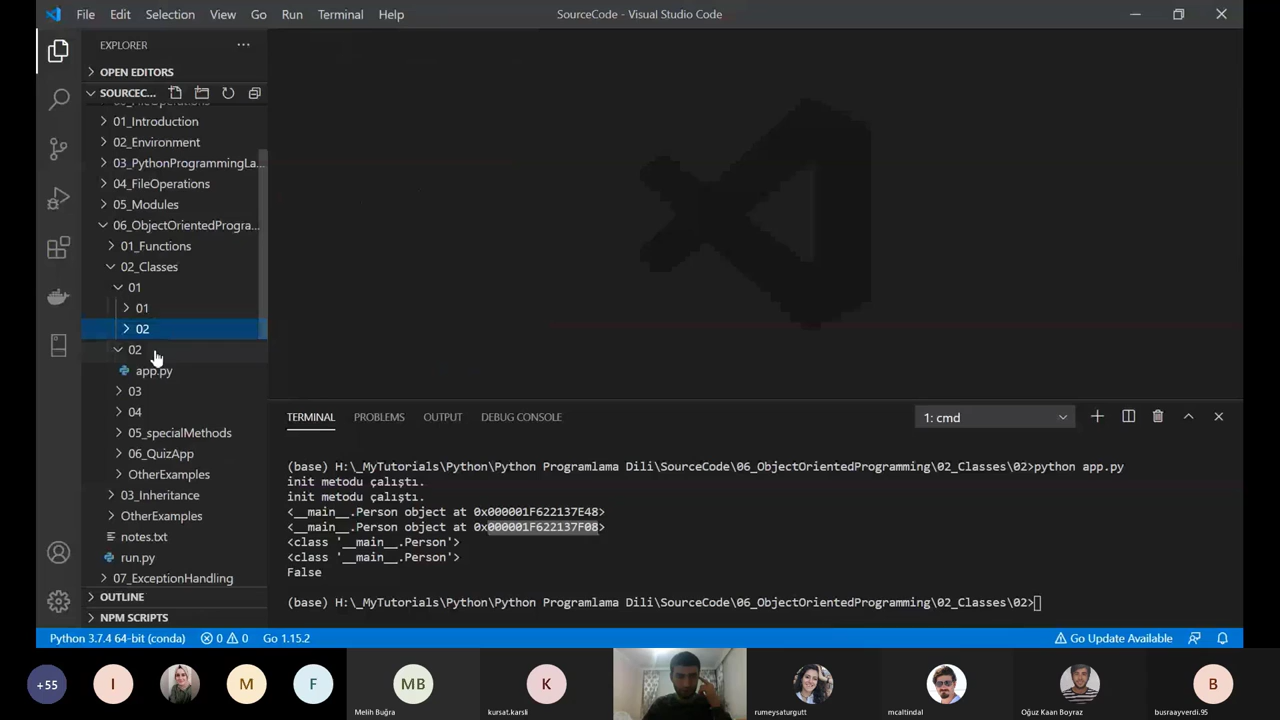 File Edit Selection View Go Run Terminal Help
SourceCode - Visual Studio Code
EXPLORER
OPEN EDITORS
SOURCEC...
01_Introduction
02_Environment
03_PythonProgrammingLa...
04_FileOperations
05_Modules
06_ObjectOrientedProgra...
01_Functions
02_Classes
01
01
02
02
app.py
03
04
05_specialMethods
06_QuizApp
OtherExamples
03_Inheritance
OtherExamples
notes.txt
run.py
07_ExceptionHandling
OUTLINE
NPM SCRIPTS
TERMINAL PROBLEMS OUTPUT DEBUG CONSOLE
1: cmd
(base) H:\_MyTutorials\Python\Python Programlama Dili\SourceCode\06_ObjectOrientedProgramming\02_Classes\02>python app.py
init metodu çalıştı.
init metodu çalıştı.
<__main__.Person object at 0x000001F622137E48>
<__main__.Person object at 0x000001F622137F08>
<class '__main__.Person'>
<class '__main__.Person'>
False
(base) H:\_MyTutorials\Python\Python Programlama Dili\SourceCode\06_ObjectOrientedProgramming\02_Classes\02>
Python 3.7.4 64-bit (conda) 0 0 Go 1.15.2
Go Update Available
+55 I M F MB K B
Melih Buğra kursat.karsli rumeysaturgutt mcaltindal Oğuz Kaan Boyraz busraayverdi.95